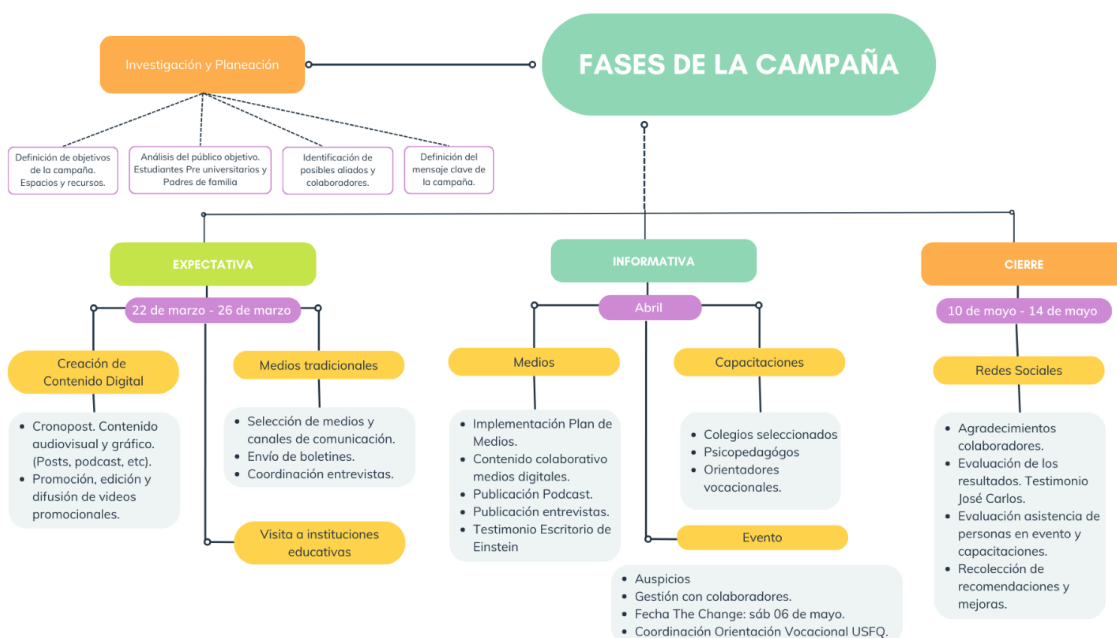 FASES DE LA CAMPAÑA
Investigación y Planeación
Definición de objetivos
de la campaña.
Espacios y recursos.
Análisis del público objetivo.
Estudiantes Pre universitarios y
Padres de familia
Identificación de
posibles aliados y
colaboradores.
Definición del
mensaje clave de
la campaña.
EXPECTATIVA
22 de marzo - 26 de marzo
Creación de
Contenido Digital
• Cronopost. Contenido
audiovisual y gráfico.
(Posts, podcast, etc).
• Promoción, edición y
difusión de videos
promocionales.
Medios tradicionales
• Selección de medios y
canales de comunicación.
• Envío de boletines.
• Coordinación entrevistas.
Visita a instituciones
educativas
INFORMATIVA
Abril
Medios
• Implementación Plan de
Medios.
• Contenido colaborativo
medios digitales.
• Publicación Podcast.
• Publicación entrevistas.
• Testimonio Escritorio de
Einstein
Capacitaciones
• Colegios seleccionados
• Psicopedagógos
• Orientadores
vocacionales.
Evento
• Auspicios
• Gestión con colaboradores.
• Fecha The Change: sáb 06 de mayo.
• Coordinación Orientación Vocacional USFQ.
CIERRE
10 de mayo - 14 de mayo
Redes Sociales
• Agradecimientos
colaboradores.
• Evaluación de los
resultados. Testimonio
José Carlos.
• Evaluación asistencia de
personas en evento y
capacitaciones.
• Recolección de
recomendaciones y
mejoras.